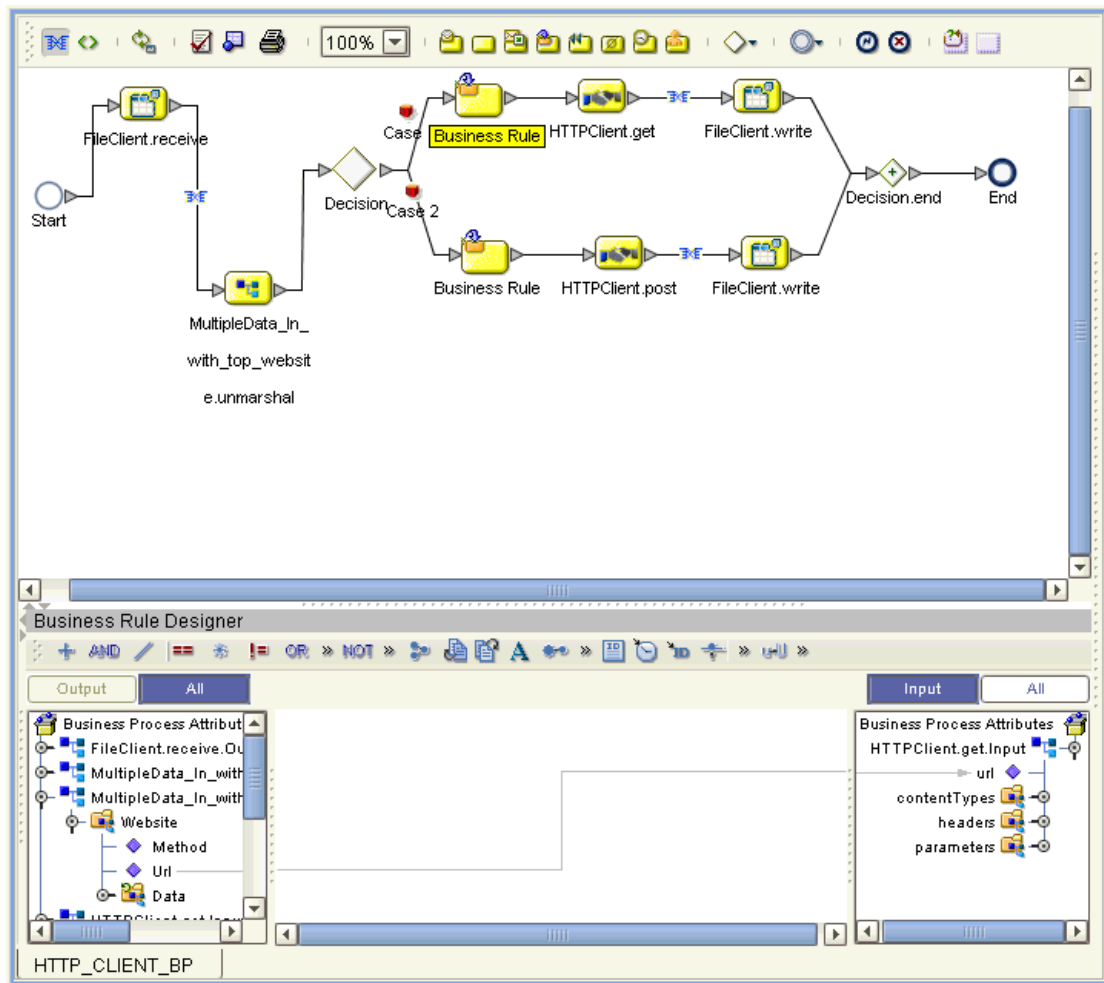 100%
FileClient.receive
Start
MultipleData_In_
with_top_websit
e.unmarshal
Decision
Case
Business Rule
HTTPClient.get
FileClient.write
Case 2
Business Rule
HTTPClient.post
FileClient.write
Decision.end
End
Business Rule Designer
AND
==
!=
OR » NOT »
A
»
ID
ID
»
»
Output
All
Input
All
Business Process Attribut
FileClient.receive.Ou
MultipleData_In_with
MultipleData_In_with
Website
Method
Url
Data
Business Process Attributes
HTTPClient.get.Input
url
contentTypes
headers
parameters
HTTP_CLIENT_BP